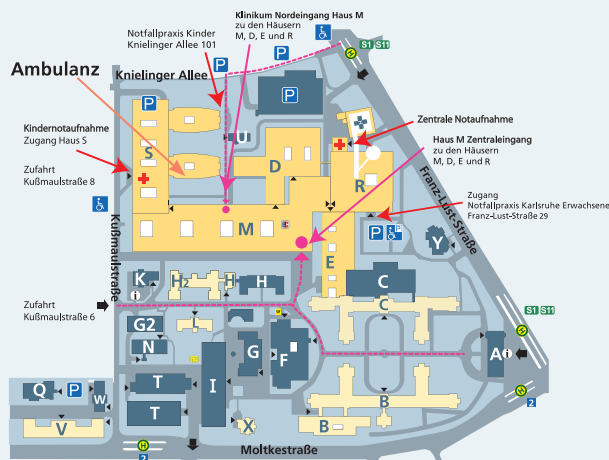 Klinikum Nordeingang Haus M
zu den Häusern
M, D, E und R
Notfallpraxis Kinder
Knielinger Allee 101
S1 S11
H
P
P
Ambulanz
Knielinger Allee
P
P
P
Kindernotaufnahme
Zugang Haus S
Zentrale Notaufnahme
U
S
D
Haus M Zentraleingang
zu den Häusern
M, D, E und R
Zufahrt
Kußmaulstraße 8
R
Zugang
Notfallpraxis Karlsruhe Erwachsene
Franz-Lust-Straße 29
Franz-Lust-Straße
Kußmaulstraße
M
P
P
Y
E
K
H2
H
H
C
i
C
Zufahrt
Kußmaulstraße 6
S1 S11
H
G2
L
N
G
F
A
i
Q
P
W
T
I
T
B
H
2
V
X
B
H
2
Moltkestraße